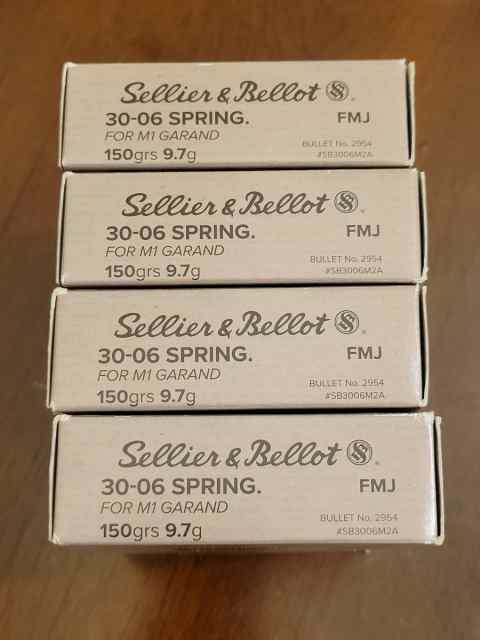 Sellier & Bellot
30-06 SPRING. FMJ
FOR M1 GARAND
BULLET No. 2954
150grs 9.7g #SB3006M2A
Sellier & Bellot
30-06 SPRING. FMJ
FOR M1 GARAND
BULLET No. 2954
150grs 9.7g #SB3006M2A
Sellier & Bellot
30-06 SPRING. FMJ
FOR M1 GARAND
BULLET No. 2954
150grs 9.7g #SB3006M2A
Sellier & Bellot
30-06 SPRING. FMJ
FOR M1 GARAND
BULLET No. 2954
150grs 9.7g #SB3006M2A